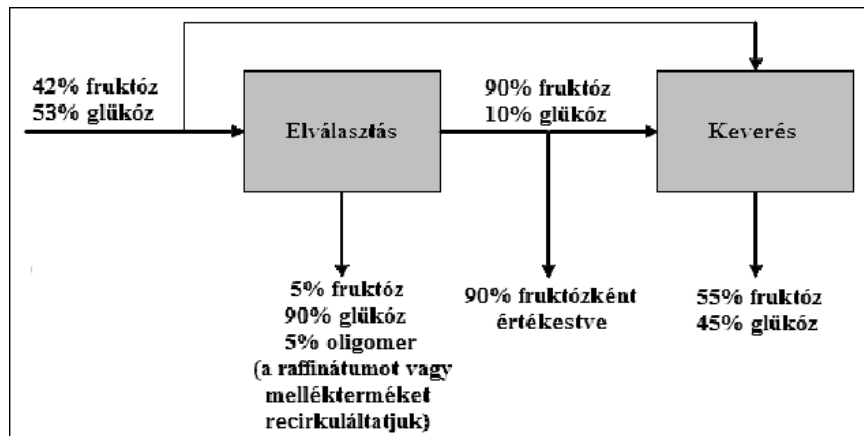 42% fruktóz
53% glükóz
Elválasztás
90% fruktóz
10% glükóz
Keverés
5% fruktóz
90% glükóz
5% oligomer
(a raffinátumot vagy
mellékterméket
recirkuláltatjuk)
90% fruktózként
értékestve
55% fruktóz
45% glükóz